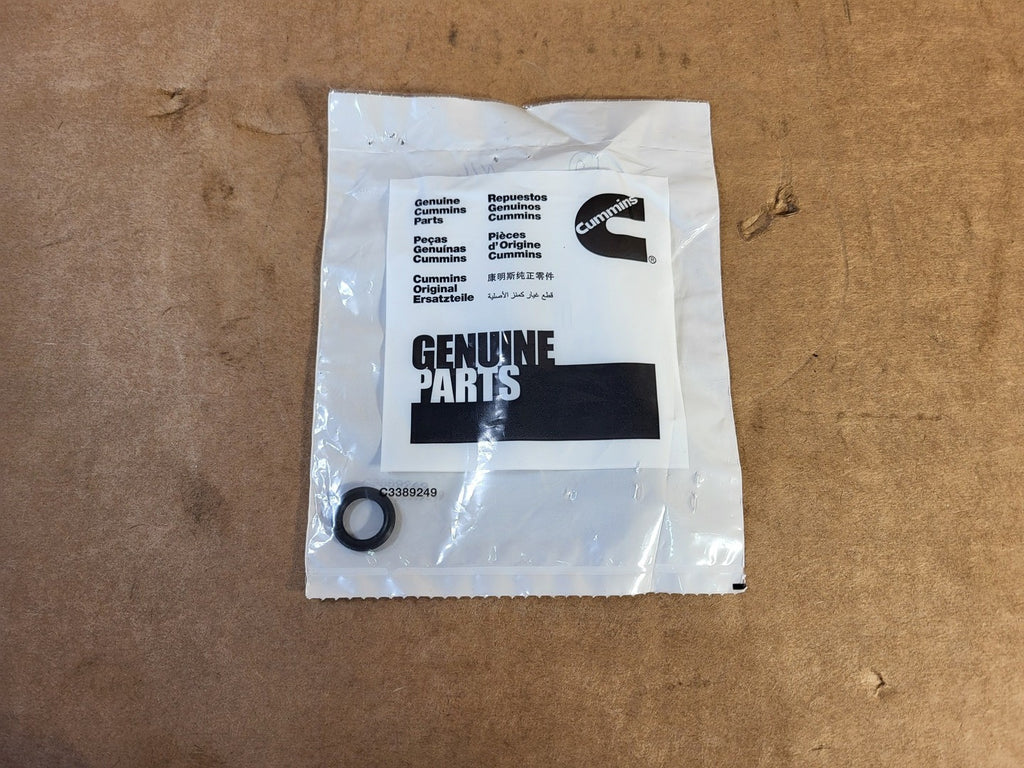 Genuine
Cummins
Parts
Repuestos
Genuinos
Cummins
Cummins
®
Peças
Genuínas
Cummins
Pièces
d'Origine
Cummins
Cummins
Original
Ersatzteile
康明斯纯正零件
قطع غيار كمنز الأصلية
GENUINE
PARTS
C3389249